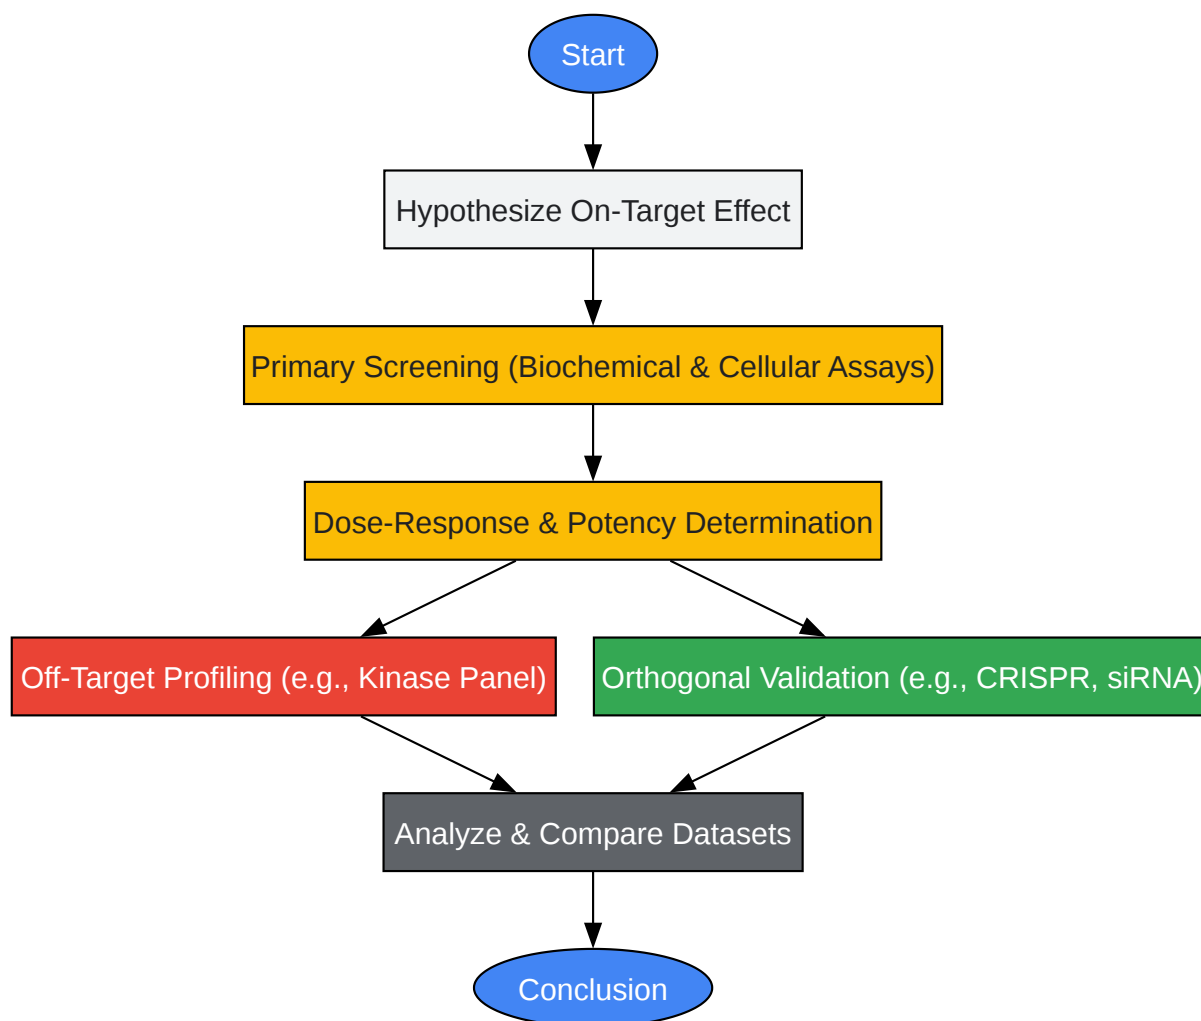 Start
Hypothesize On-Target Effect
Primary Screening (Biochemical & Cellular Assays)
Dose-Response & Potency Determination
Off-Target Profiling (e.g., Kinase Panel)
Orthogonal Validation (e.g., CRISPR, siRNA)
Analyze & Compare Datasets
Conclusion